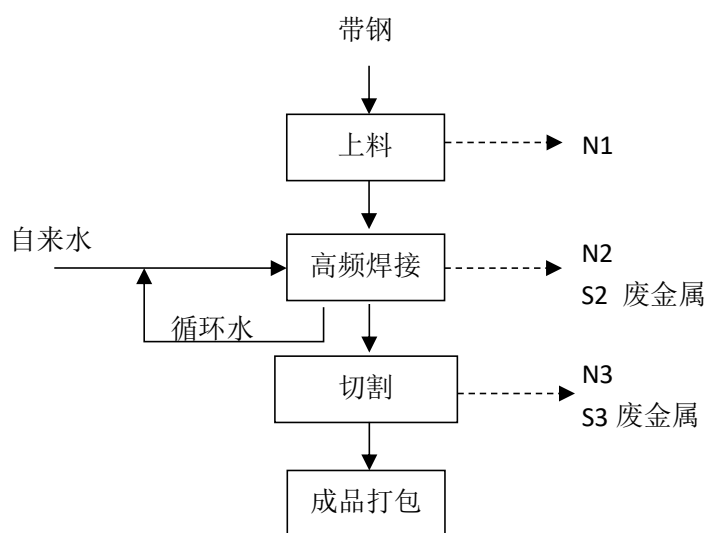 带钢
上料
N1
自来水
高频焊接
N2
S2 废金属
循环水
切割
N3
S3 废金属
成品打包